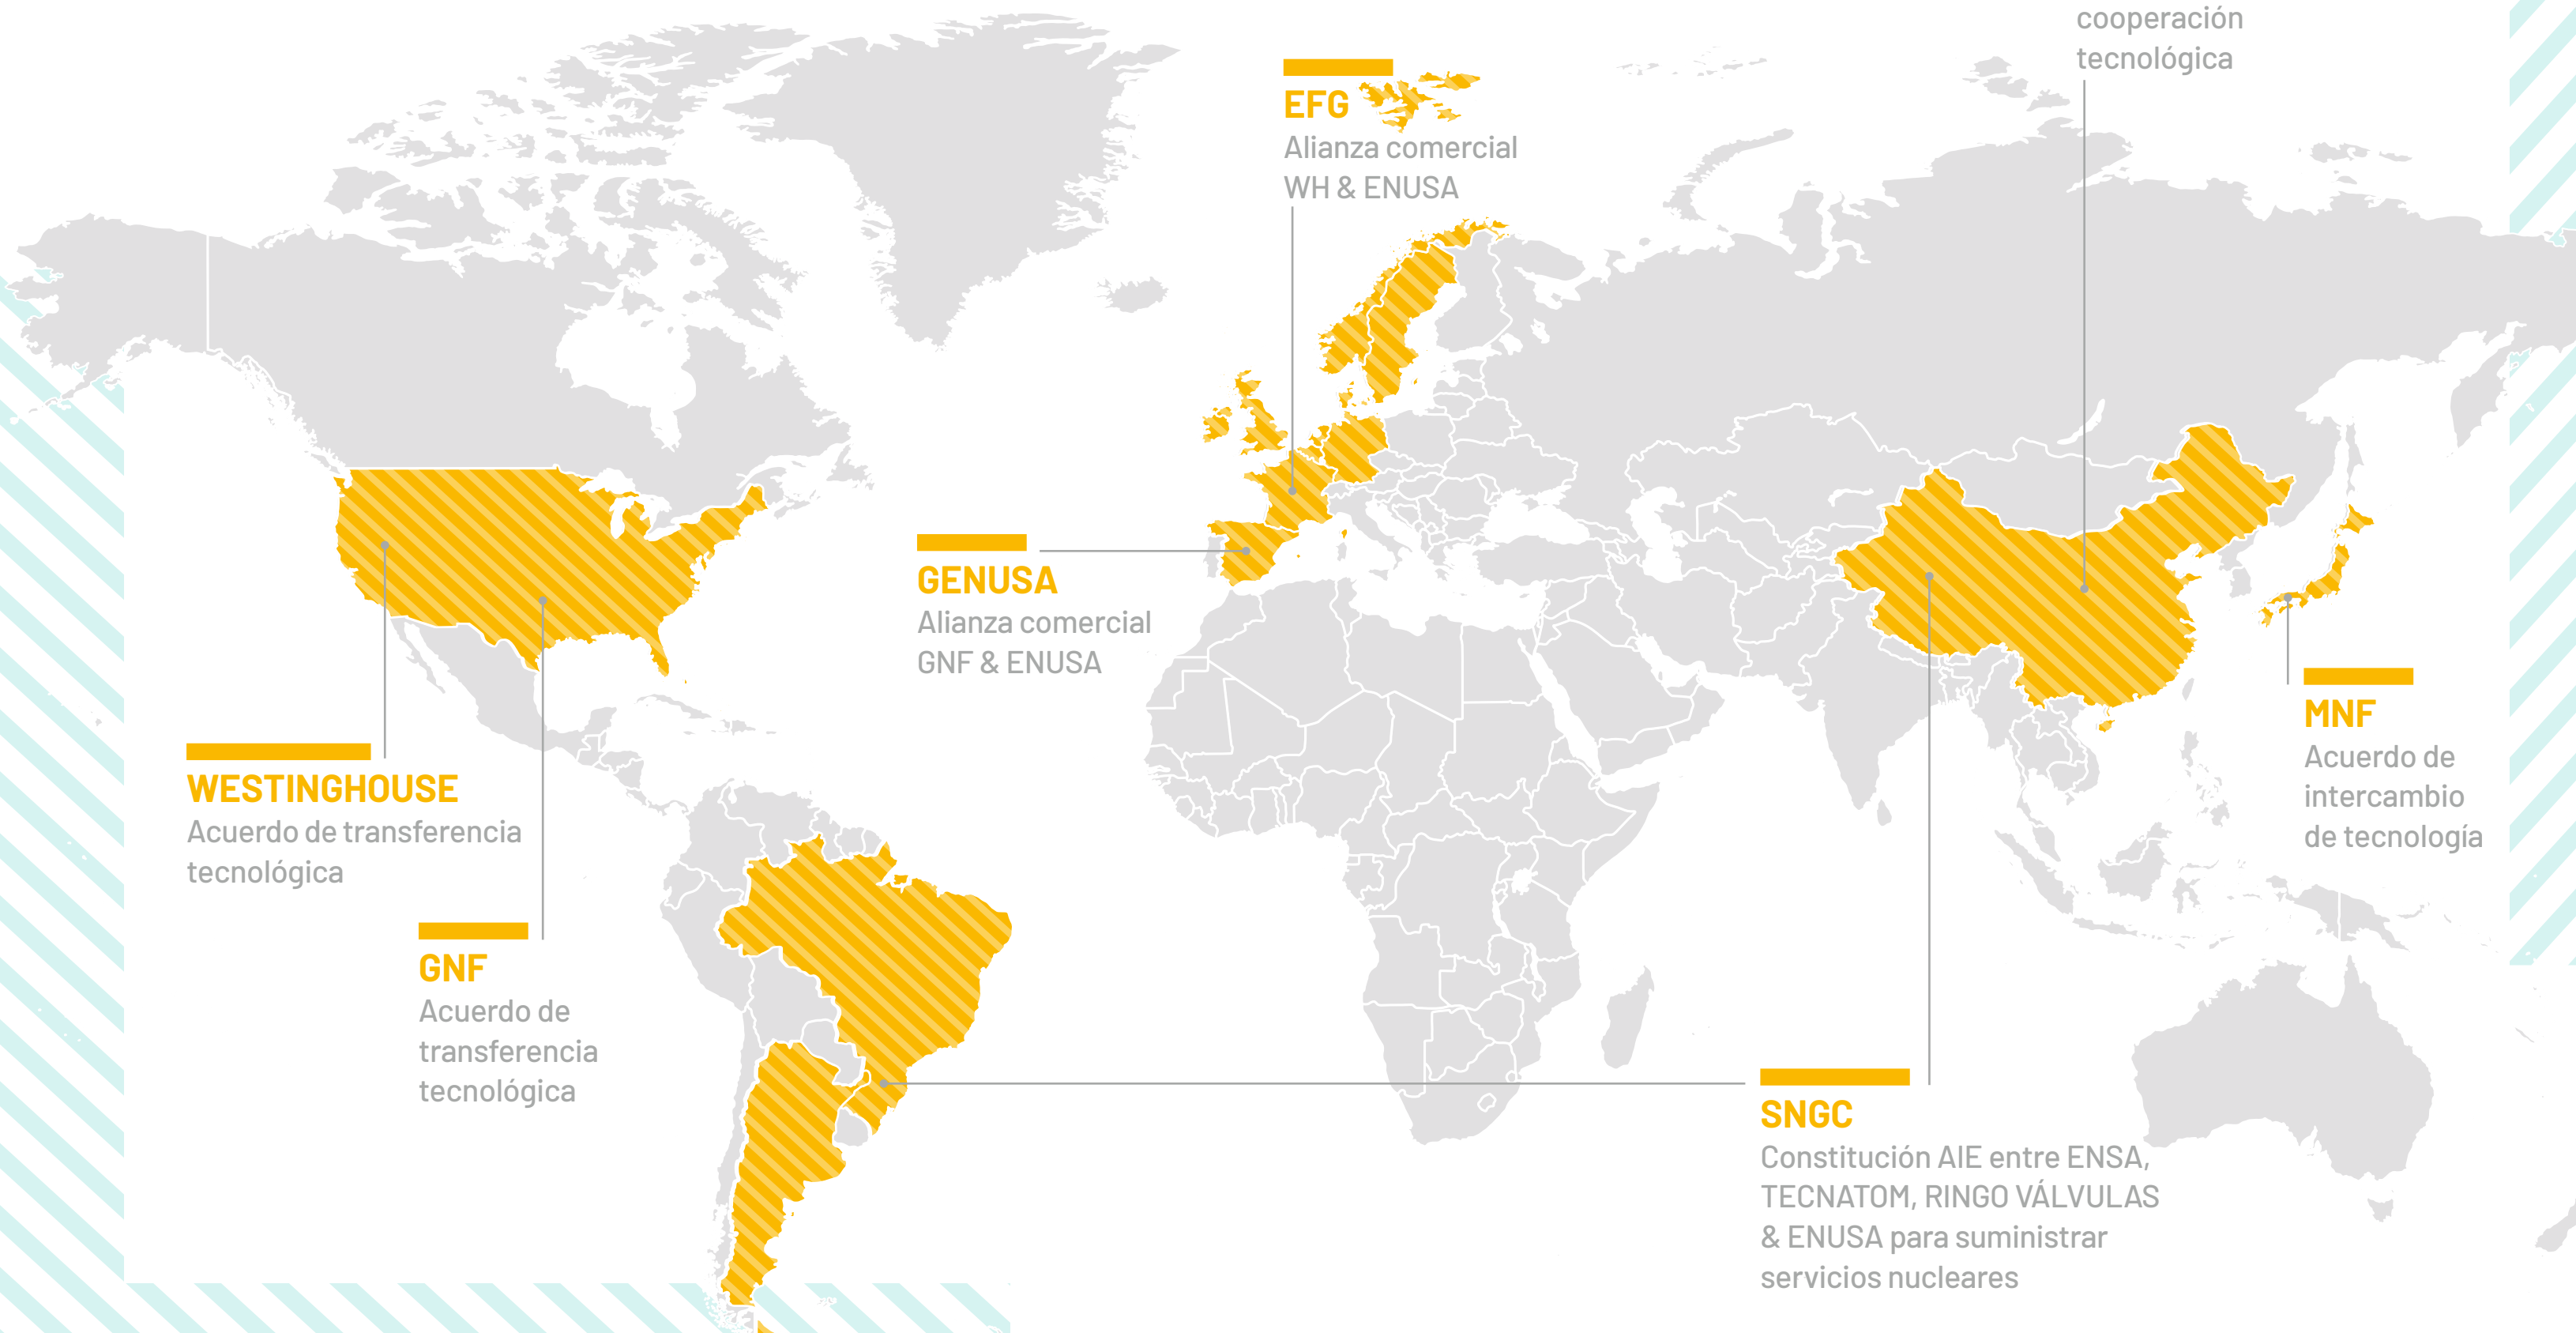 cooperación
tecnológica
EFG
Alianza comercial
WH & ENUSA
GENUSA
Alianza comercial
GNF & ENUSA
WESTINGHOUSE
Acuerdo de transferencia
tecnológica
GNF
Acuerdo de
transferencia
tecnológica
MNF
Acuerdo de
intercambio
de tecnología
SNGC
Constitución AIE entre ENSA,
TECNATOM, RINGO VÁLVULAS
& ENUSA para suministrar
servicios nucleares